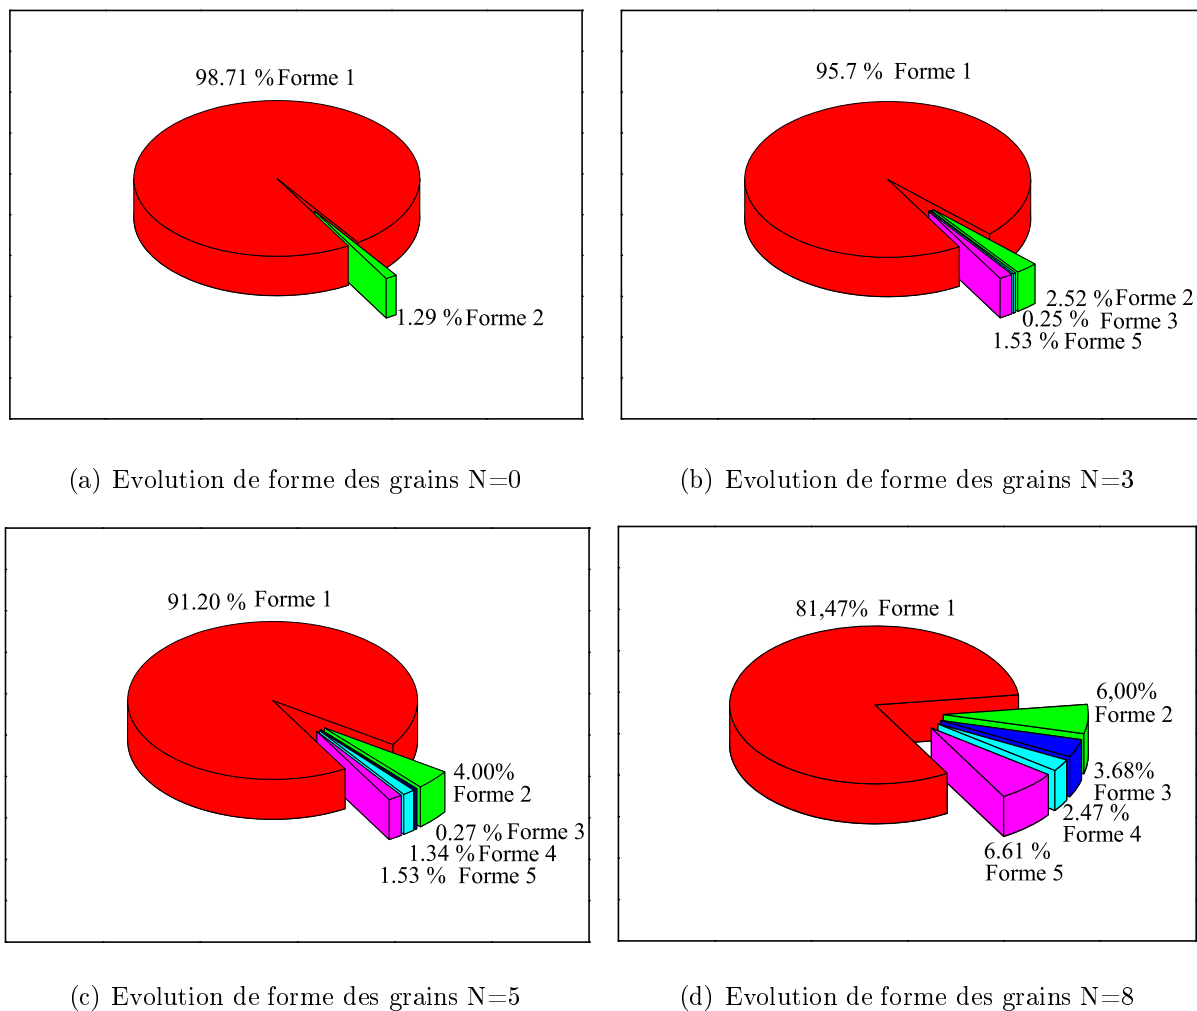 98.71 % Forme 1
1.29 % Forme 2
(a) Evolution de forme des grains N=0
95.7 % Forme 1
2.52 % Forme 2
0.25 % Forme 3
1.53 % Forme 5
(b) Evolution de forme des grains N=3
91.20 % Forme 1
4.00%
Forme 2
0.27 % Forme 3
1.34 % Forme 4
1.53 % Forme 5
(c) Evolution de forme des grains N=5
81,47% Forme 1
6,00%
Forme 2
3.68%
Forme 3
2.47 %
Forme 4
6.61 %
Forme 5
(d) Evolution de forme des grains N=8